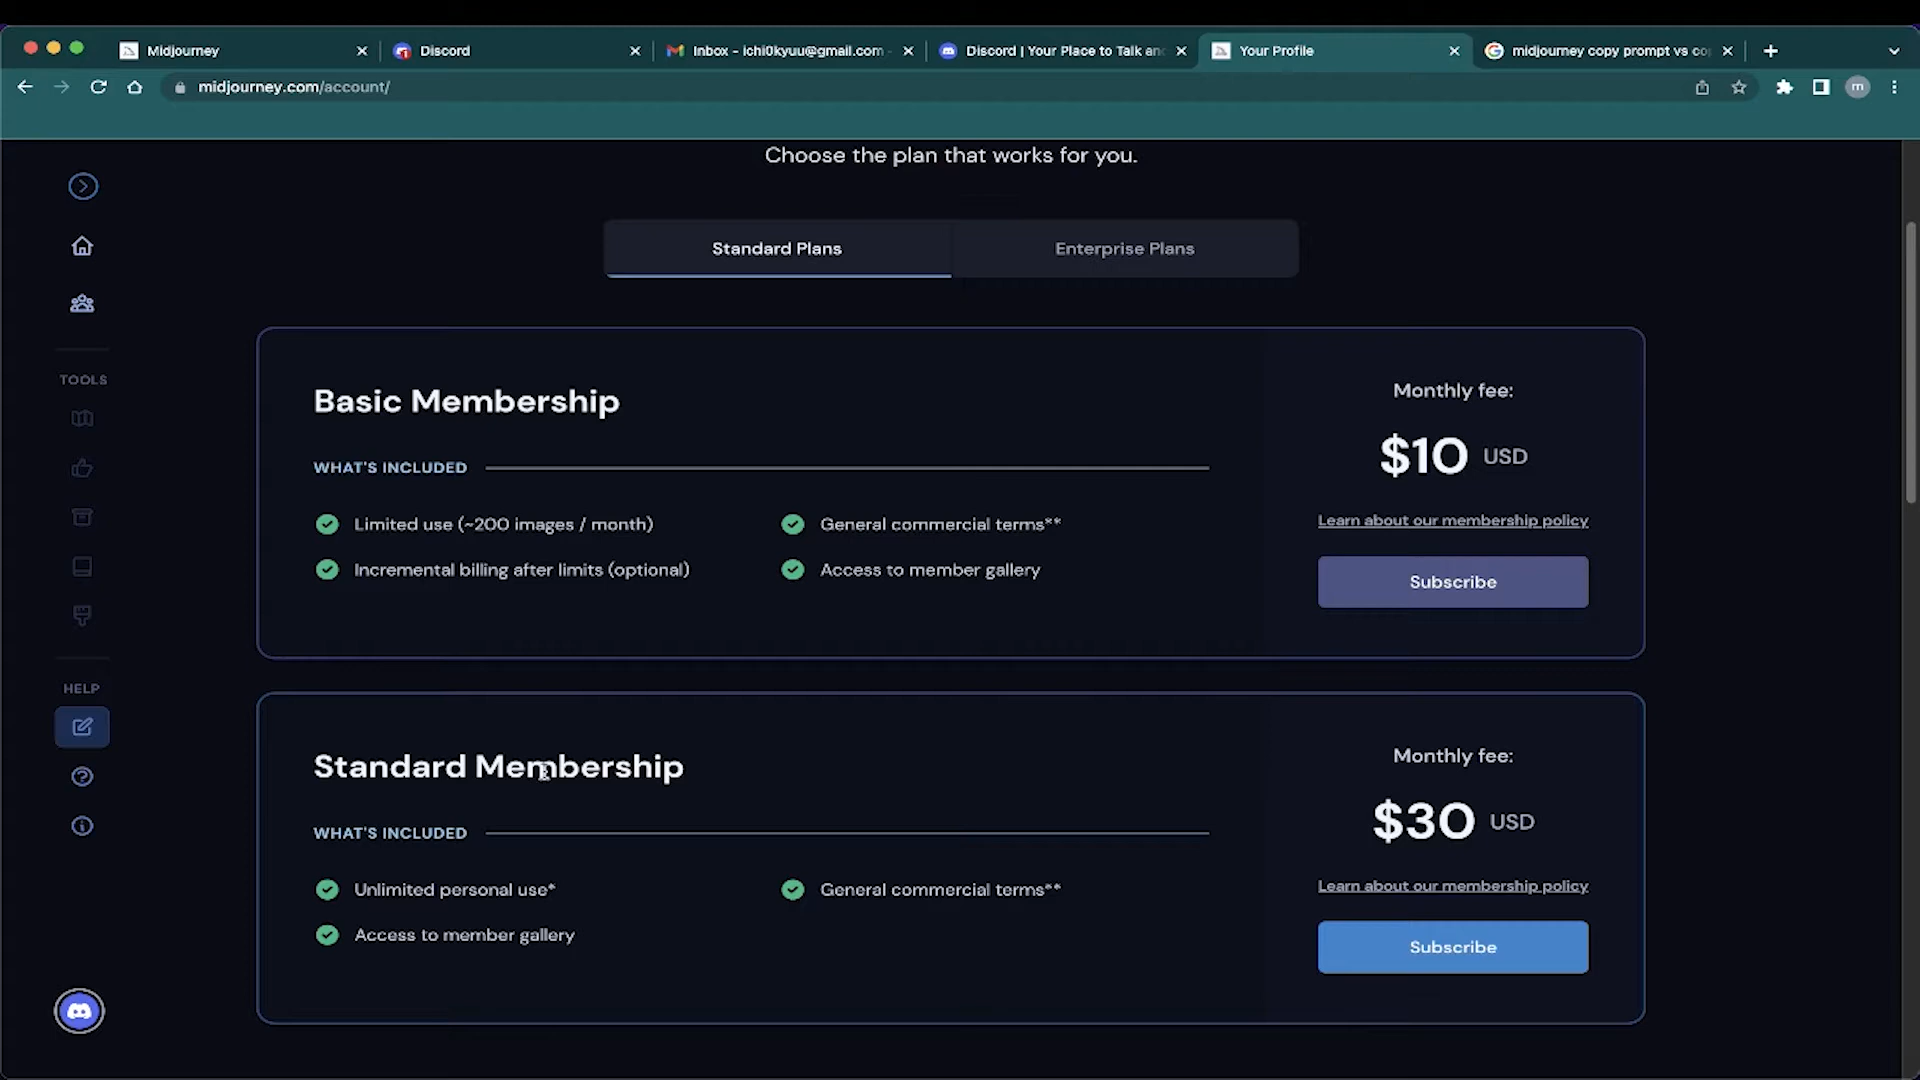 Midjourney
Discord
Inbox - ichi0kyuu@gmail.com -
Discord | Your Place to Talk an
Your Profile
midjourney copy prompt vs co
midjourney.com/account/
m
Choose the plan that works for you.
Standard Plans
Enterprise Plans
TOOLS
HELP
Basic Membership
WHAT'S INCLUDED
Limited use (~200 images / month)
General commercial terms**
Incremental billing after limits (optional)
Access to member gallery
Monthly fee:
$10 USD
Learn about our membership policy
Subscribe
Standard Membership
WHAT'S INCLUDED
Unlimited personal use*
General commercial terms**
Access to member gallery
Monthly fee:
$30 USD
Learn about our membership policy
Subscribe